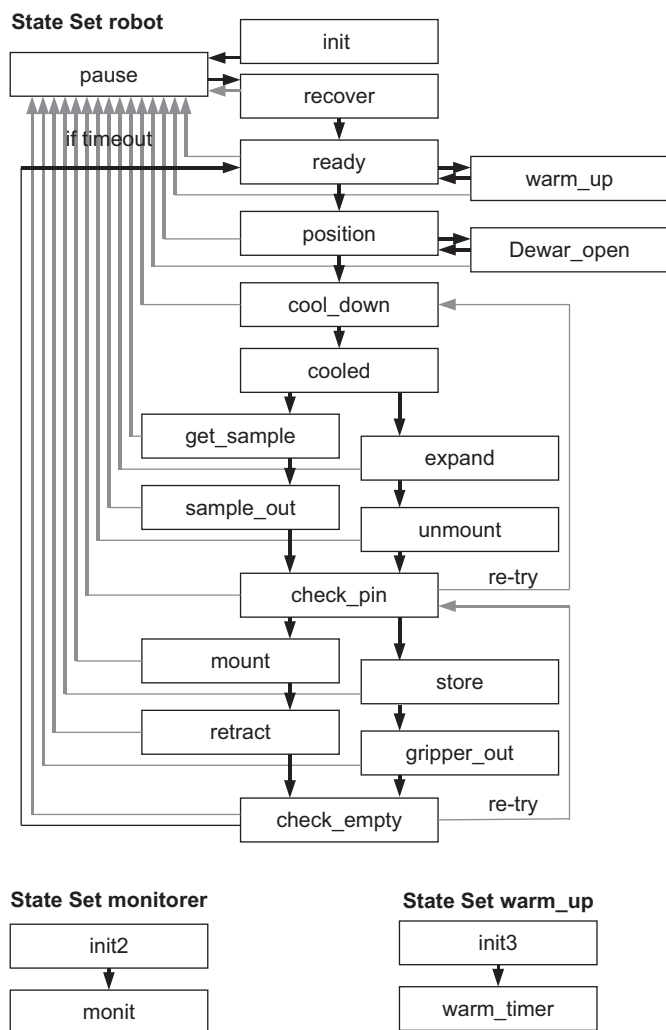 State Set robot
init
pause
recover
if timeout
ready
warm_up
position
Dewar_open
cool_down
cooled
get_sample
expand
sample_out
unmount
re-try
check_pin
mount
store
retract
gripper_out
re-try
check_empty
State Set monitorer
State Set warm_up
init2
init3
monit
warm_timer